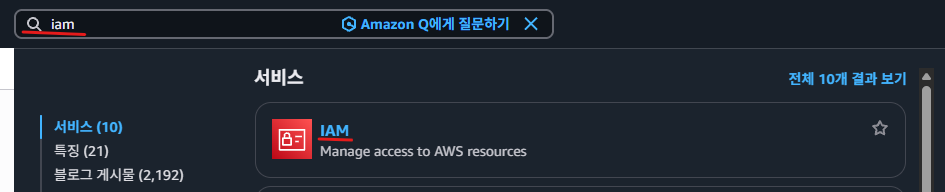 iam
Amazon Q에게 질문하기
서비스
전체 10개 결과 보기
서비스 (10)
특징 (21)
블로그 게시물 (2,192)
IAM
Manage access to AWS resources